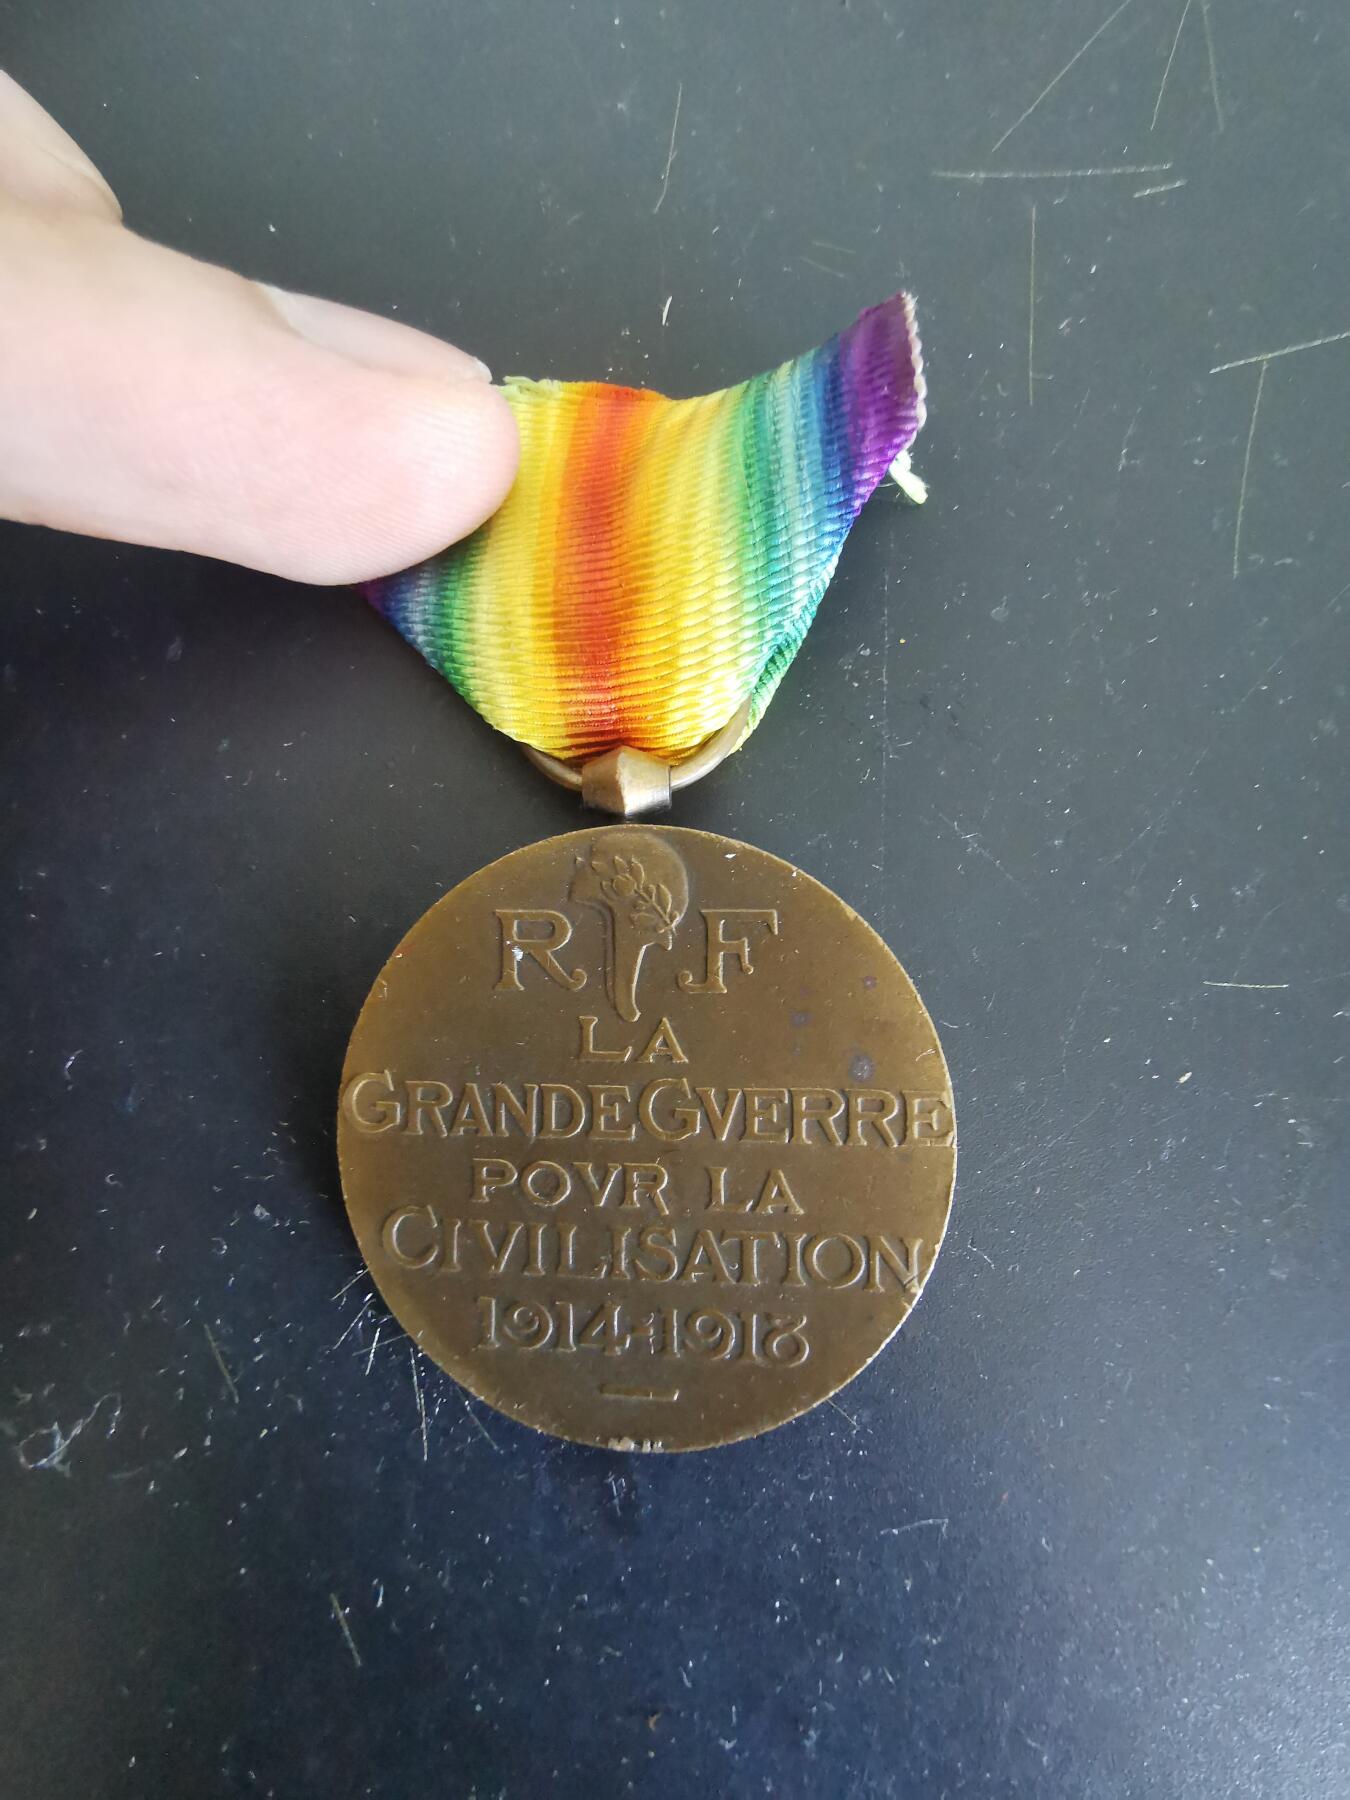 R F
LA
GRANDE GVERRE
POVR LA
CIVILISATION
1914-1918